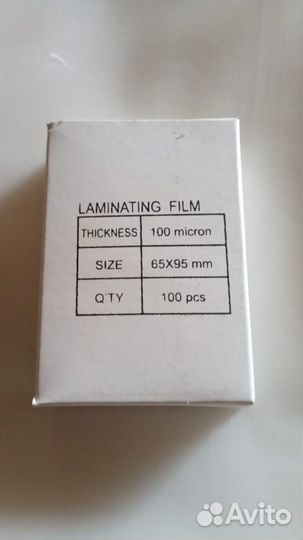 LAMINATING FILM
THICKNESS 100 micron
SIZE 65X95 mm
Q'TY 100 pcs
Avito